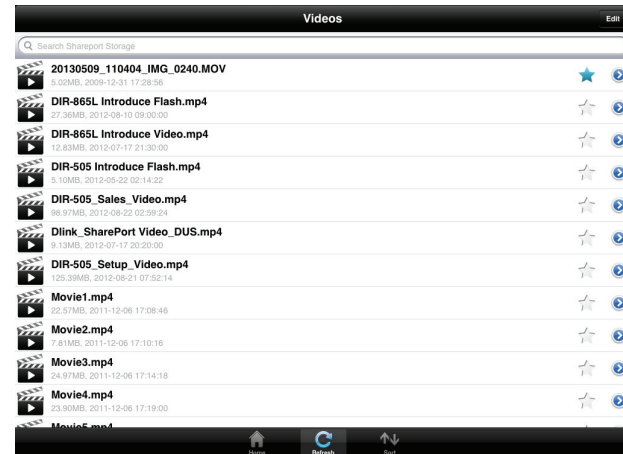 Videos
Edit
Search Shareport Storage
20130509_110404_IMG_0240.MOV
5.02MB, 2009-12-31 17:28:56
DIR-865L Introduce Flash.mp4
27.36MB, 2012-08-10 09:00:00
DIR-865L Introduce Video.mp4
12.83MB, 2012-07-17 21:30:00
DIR-505 Introduce Flash.mp4
5.10MB, 2012-05-22 02:14:22
DIR-505_Sales_Video.mp4
98.97MB, 2012-08-22 02:59:24
Dlink_SharePort Video_DUS.mp4
9.13MB, 2012-07-17 20:20:00
DIR-505_Setup_Video.mp4
125.39MB, 2012-08-21 07:52:14
Movie1.mp4
22.57MB, 2011-12-06 17:08:46
Movie2.mp4
7.81MB, 2011-12-06 17:10:16
Movie3.mp4
24.97MB, 2011-12-06 17:14:18
Movie4.mp4
23.90MB, 2011-12-06 17:19:00
Movie5.mp4
Home
Refresh
Sort